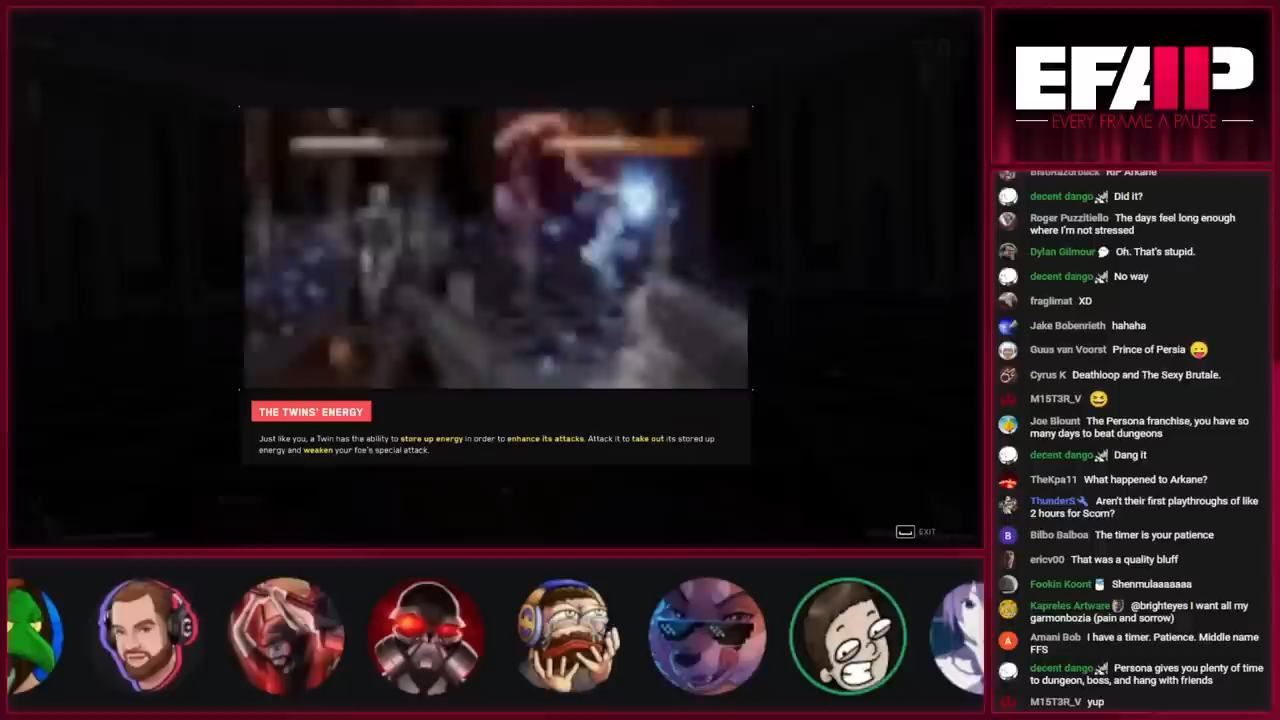 EFAP
EVERY FRAME A PAUSE
THE TWINS' ENERGY
Just like you, a Twin has the ability to store up energy in order to enhance its attacks. Attack it to take out its stored up
energy and weaken your foe's special attack.
EXIT
RIP Arkane
decent dango Did it?
Roger Puzzitiello The days feel long enough
where I'm not stressed
Dylan Gilmour Oh. That's stupid.
decent dango No way
fraglimat XD
Jake Bobenrieth hahaha
Guus van Voorst Prince of Persia 😛
Cyrus K Deathloop and The Sexy Brutale.
M15T3R_V 😆
Joe Blount The Persona franchise, you have so
many days to beat dungeons
decent dango Dang it
TheKpa11 What happened to Arkane?
ThunderS Aren't their first playthroughs of like
2 hours for Scorn?
B Bilbo Balboa The timer is your patience
ericv00 That was a quality bluff
Fookin Koont Shenmulaaaaaaa
Kapreles Artware @brighteyes I want all my
garmonbozia (pain and sorrow)
A Amani Bob I have a timer. Patience. Middle name
FFS
decent dango Persona gives you plenty of time
to dungeon, boss, and hang with friends
M15T3R_V yup